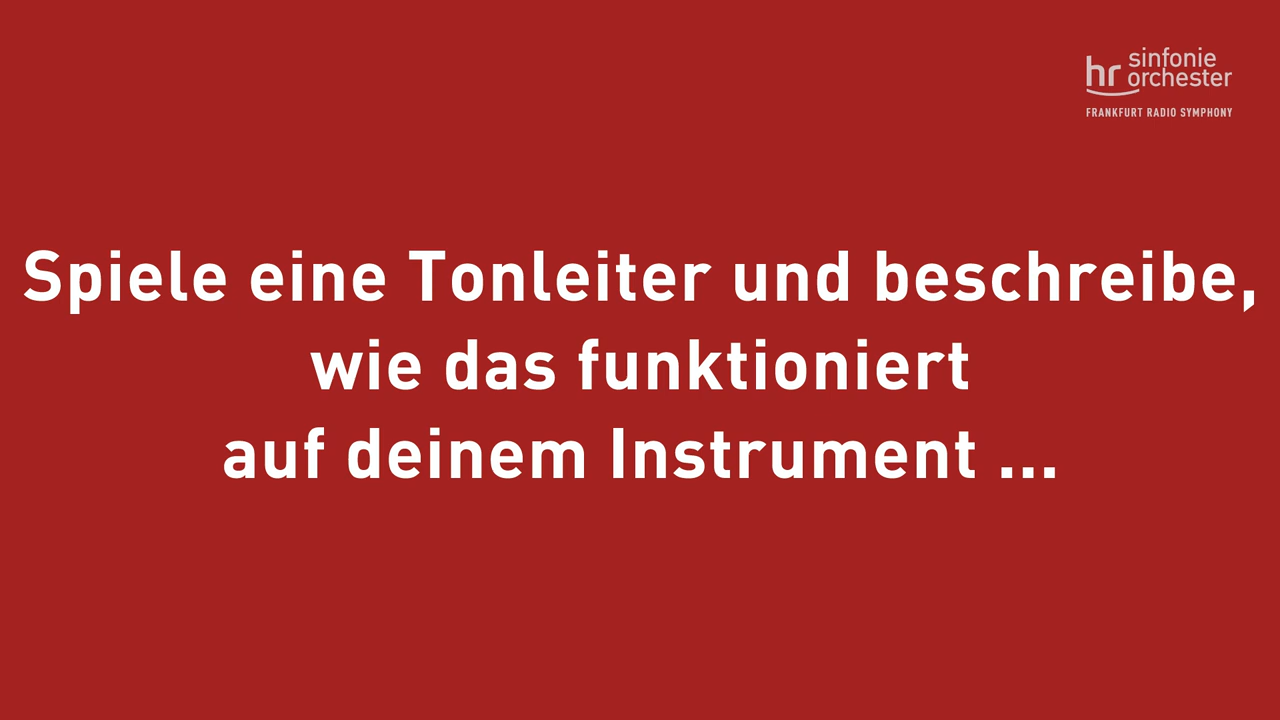 hr sinfonie
orchester
FRANKFURT RADIO SYMPHONY
Spiele eine Tonleiter und beschreibe,
wie das funktioniert
auf deinem Instrument ...